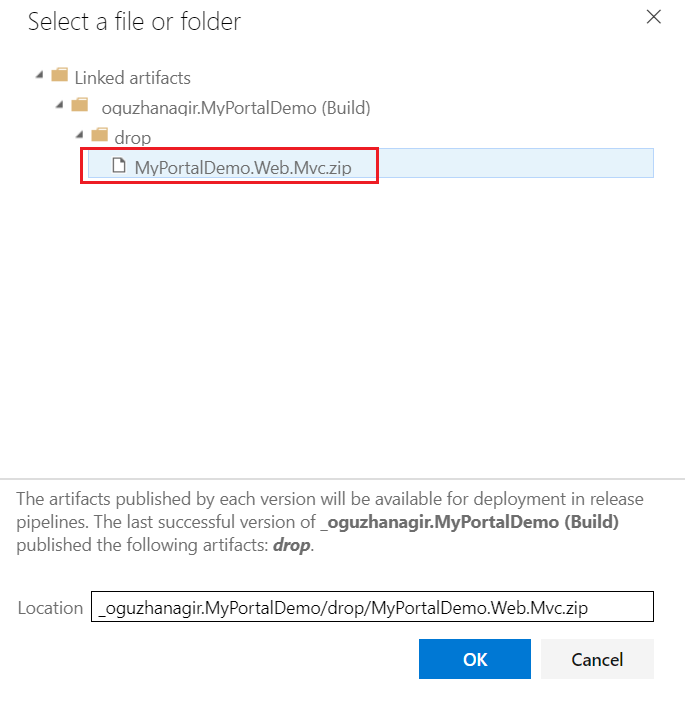 Select a file or folder
Linked artifacts
_oguzhanagir.MyPortalDemo (Build)
drop
MyPortalDemo.Web.Mvc.zip
The artifacts published by each version will be available for deployment in release
pipelines. The last successful version of _oguzhanagir.MyPortalDemo (Build)
published the following artifacts: drop.
Location _oguzhanagir.MyPortalDemo/drop/MyPortalDemo.Web.Mvc.zip
OK Cancel